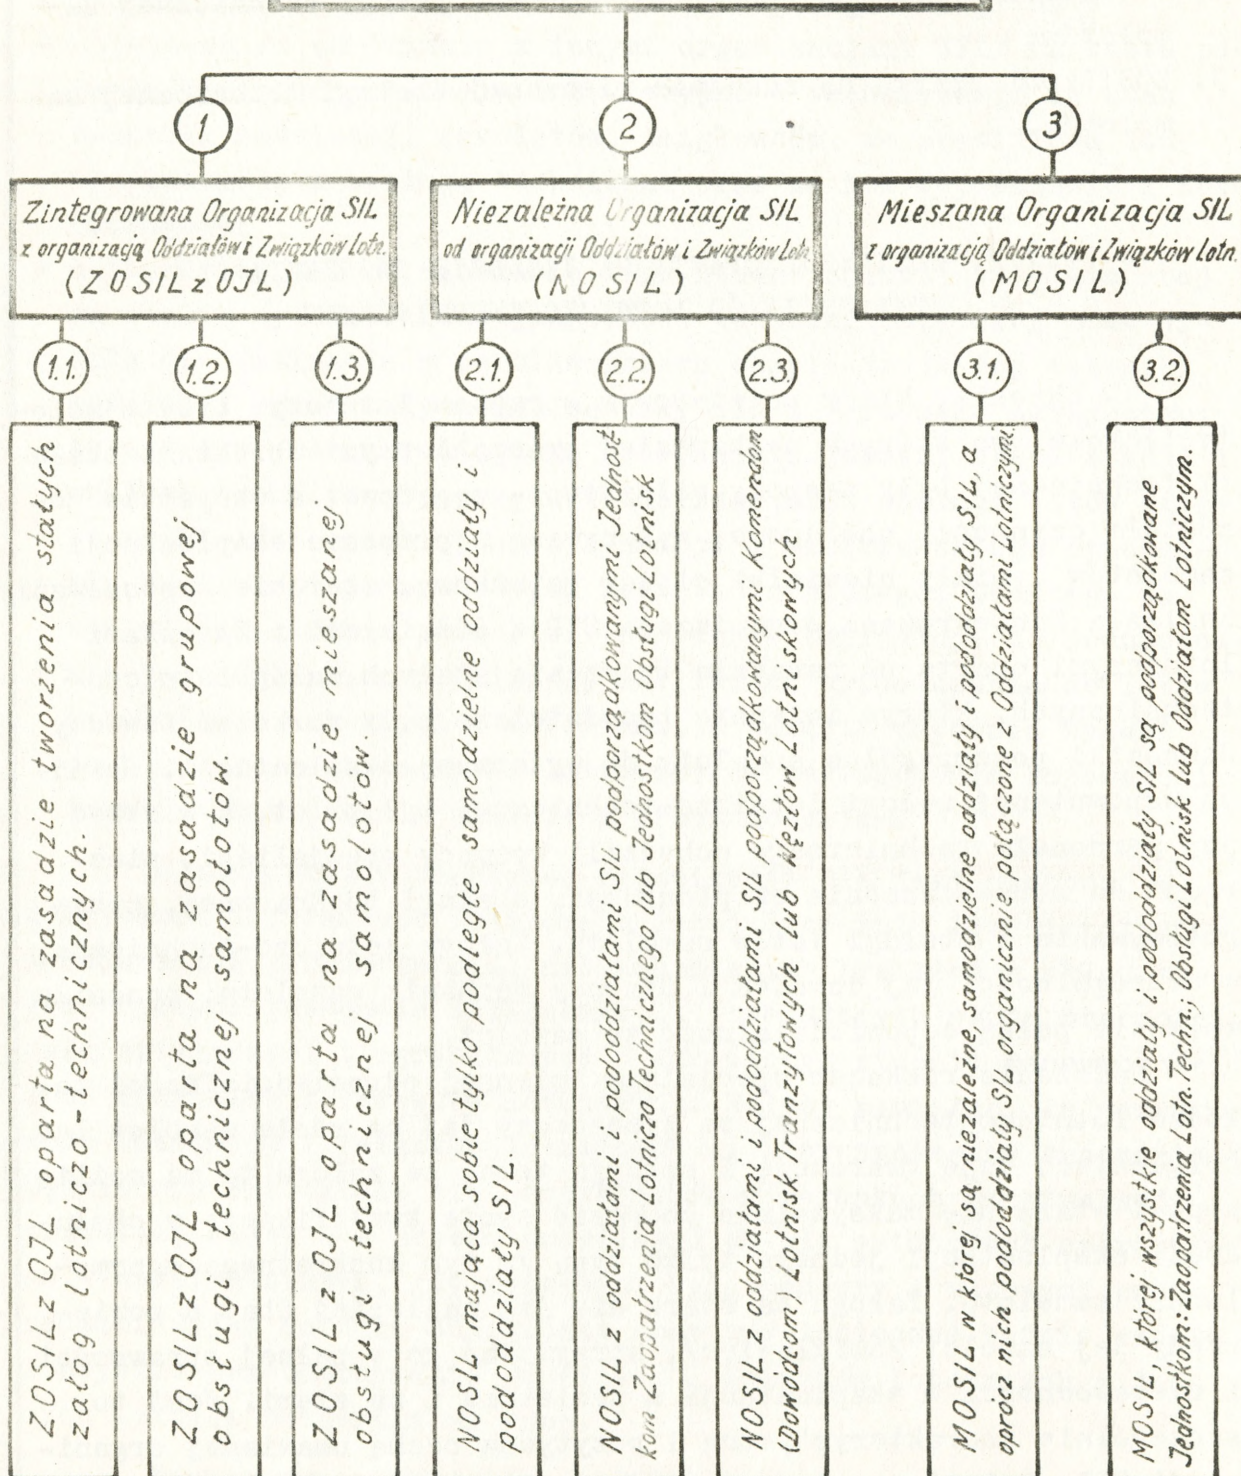 1
2
3
Zintegrowana Organizacja SIL
z organizacją Oddziałów i Związków Lotn.
(ZOSIL z OJL)
Niezależna Organizacja SIL
od organizacji Oddziałów i Związków Lotn.
(NOSIL)
Mieszana Organizacja SIL
z organizacją Oddziałów i Związków Lotn.
(MOSIL)
1.1.
1.2.
1.3.
2.1.
2.2.
2.3.
3.1.
3.2.
ZOSIL z OJL oparta na zasadzie tworzenia stałych
załog lotniczo-technicznych.
ZOSIL z OJL oparta na zasadzie grupowej
obsługi technicznej samolotów.
ZOSIL z OJL oparta na zasadzie mieszanej
obsługi technicznej samolotów
NOSIL mająca sobie tylko podległe samodzielne oddziały i
pododdziały SIL.
NOSIL z oddziałami i pododdziałami SIL podporządkowanymi Jednost
kom Zaopatrzenia Lotniczo Technicznego lub Jednostkom Obsługi Lotnisk
NOSIL z oddziałami i pododdziałami SIL podporządkowanymi Komendom
(Dowódcom) Lotnisk Tranzytowych lub Węzłów Lotniskowych
MOSIL w której są niezależne, samodzielne oddziały i pododdziały SIL, a
oprócz nich pododdziały SIL organicznie połączone z Oddziałami Lotniczymi.
MOSIL, której wszystkie oddziały i pododdziały SIL są podporządkowane
Jednostkom: Zaopatrzenia Lotn. Techn.; Obsługi Lotnisk lub Oddziałom Lotniczym.